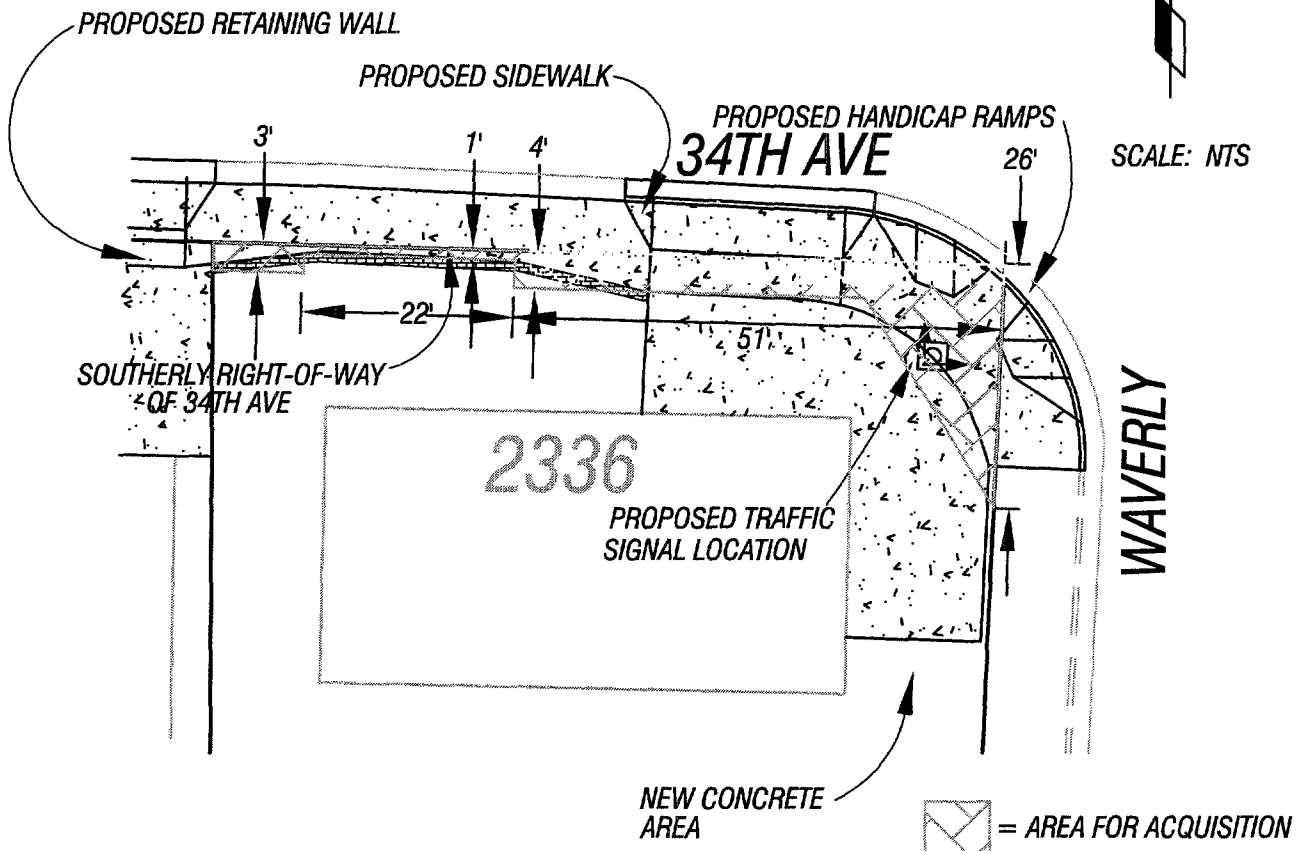 PROPOSED RETAINING WALL
PROPOSED SIDEWALK
PROPOSED HANDICAP RAMPS
34TH AVE
SCALE: NTS
3'
1'
4'
26'
22'
51'
SOUTHERLY RIGHT-OF-WAY
OF 34TH AVE
2336
WAVERLY
PROPOSED TRAFFIC
SIGNAL LOCATION
NEW CONCRETE
AREA
= AREA FOR ACQUISITION